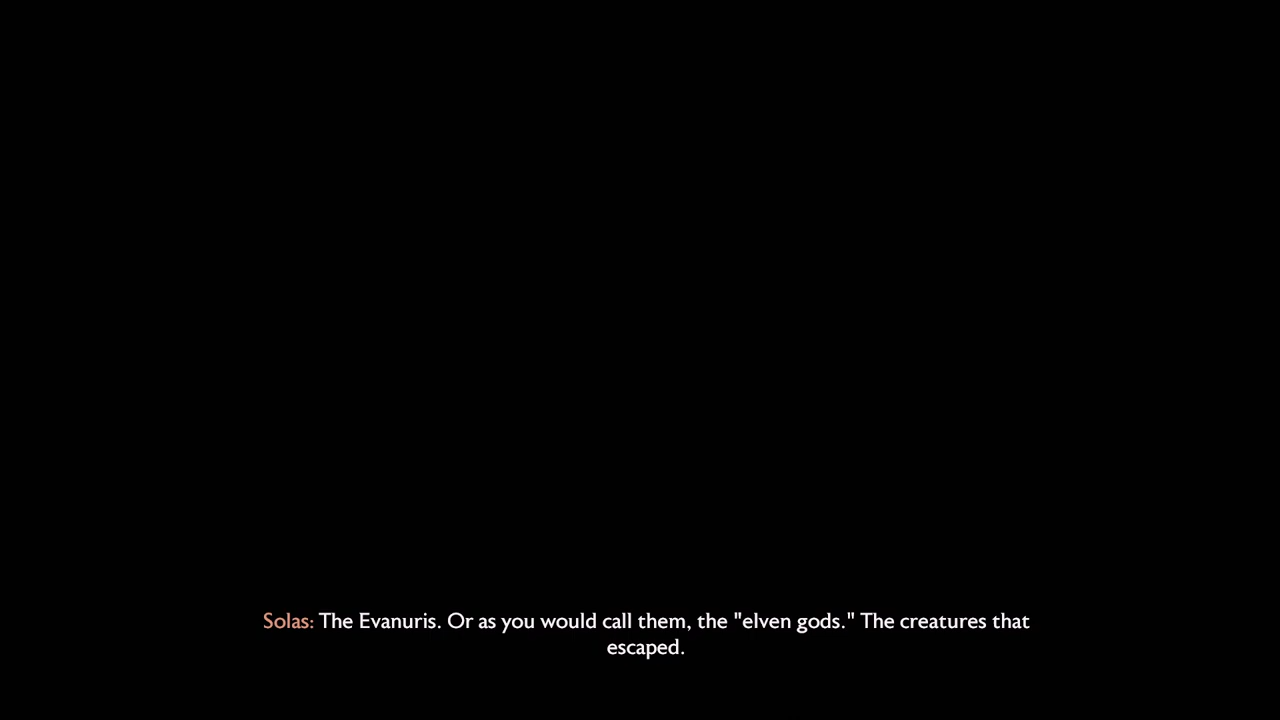 Solas: The Evanuris. Or as you would call them, the "elven gods." The creatures that
escaped.